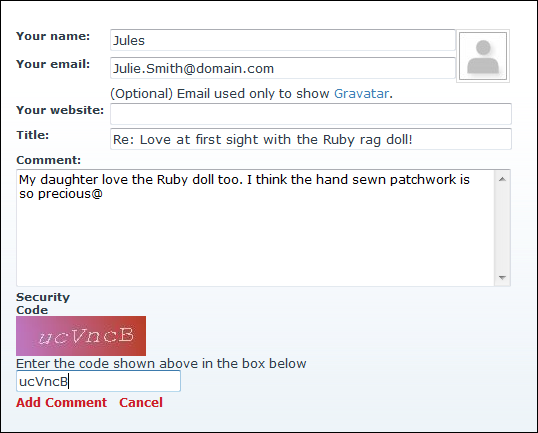 Your name: Jules
Your email: Julie.Smith@domain.com
(Optional) Email used only to show Gravatar.
Your website:
Title: Re: Love at first sight with the Ruby rag doll!
Comment:
My daughter love the Ruby doll too. I think the hand sewn patchwork is
so precious@
Security
Code
ucVncB
Enter the code shown above in the box below
ucVncB
Add Comment Cancel